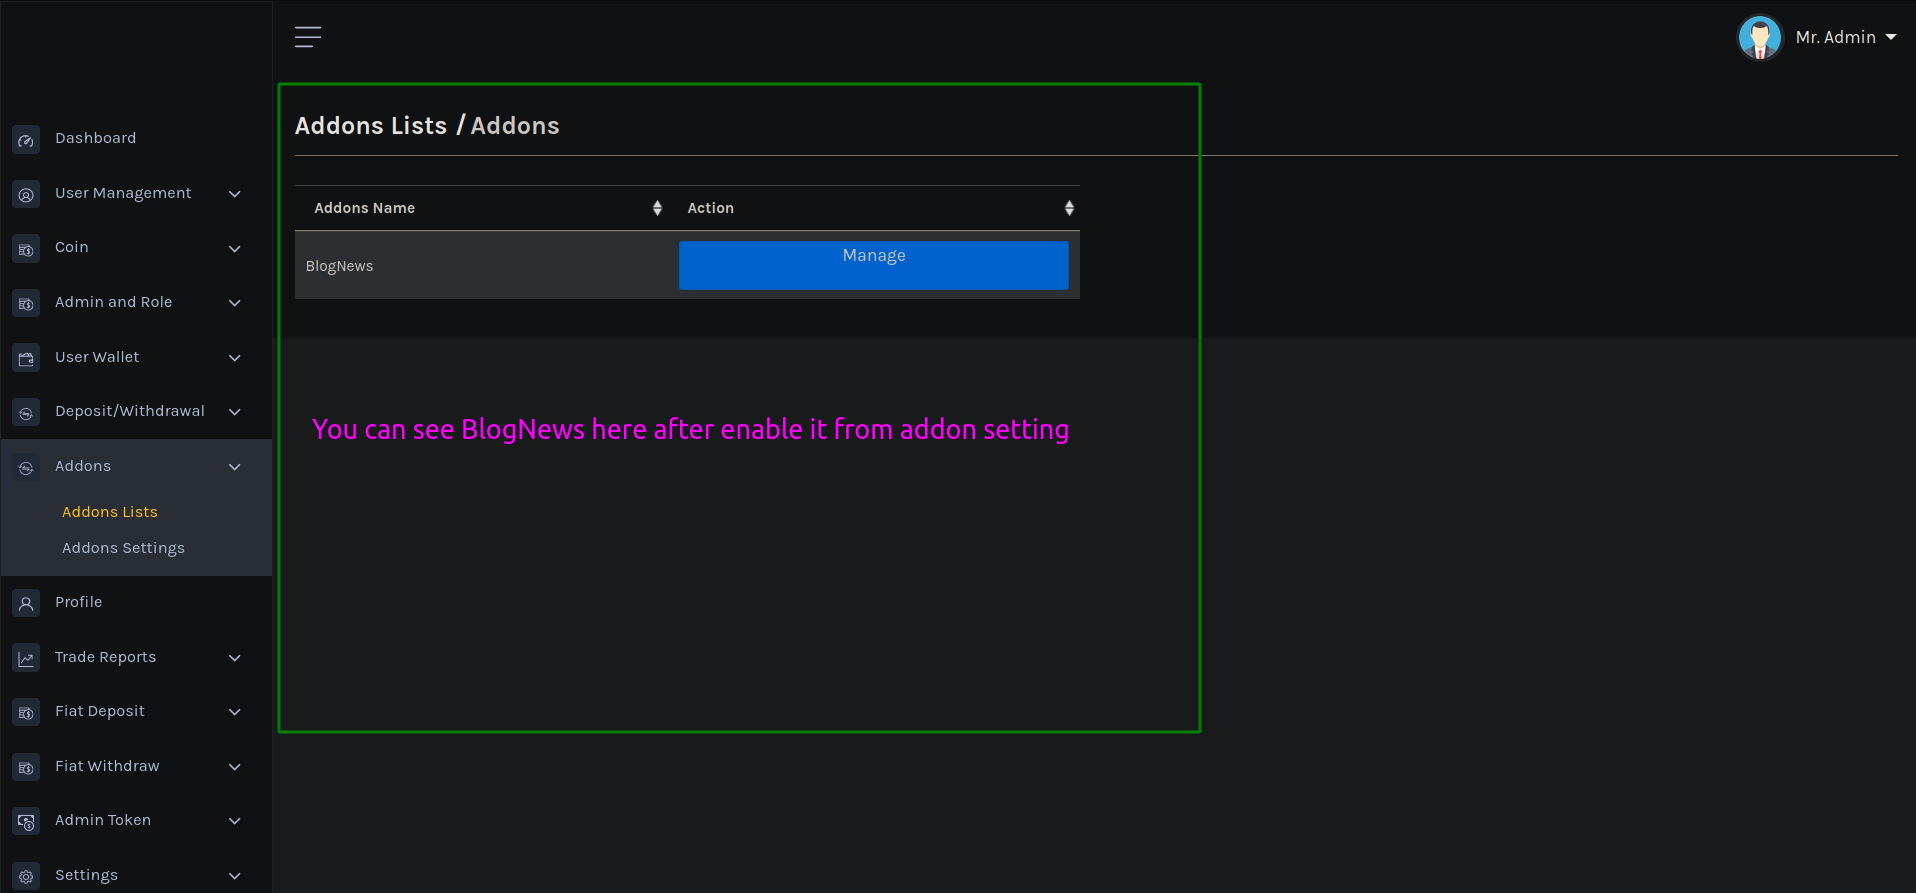 Mr. Admin
Dashboard
User Management
Coin
Admin and Role
User Wallet
Deposit/Withdrawal
Addons
Addons Lists
Addons Settings
Profile
Trade Reports
Fiat Deposit
Fiat Withdraw
Admin Token
Settings
Addons Lists / Addons
Addons Name Action
BlogNews Manage
You can see BlogNews here after enable it from addon setting